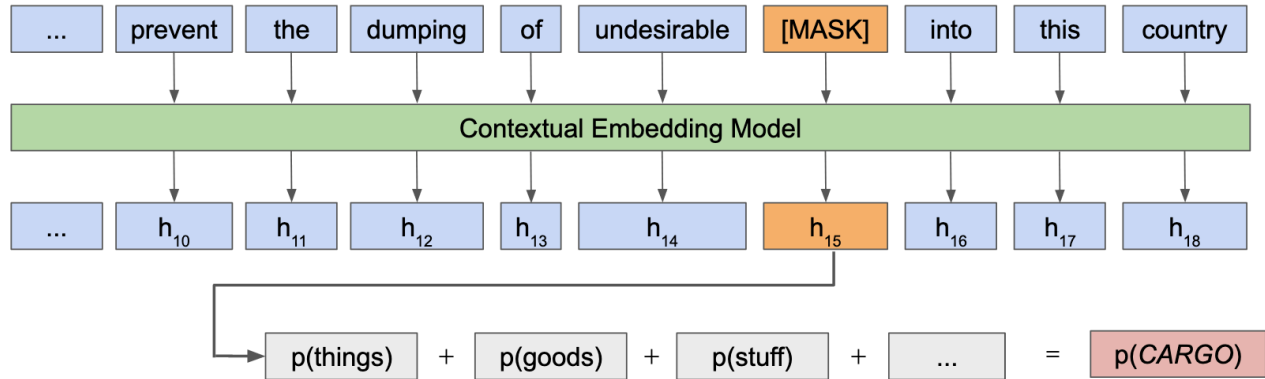 ... prevent the dumping of undesirable [MASK] into this country
Contextual Embedding Model
... h₁₀ h₁₁ h₁₂ h₁₃ h₁₄ h₁₅ h₁₆ h₁₇ h₁₈
p(things) + p(goods) + p(stuff) + ... = p(CARGO)